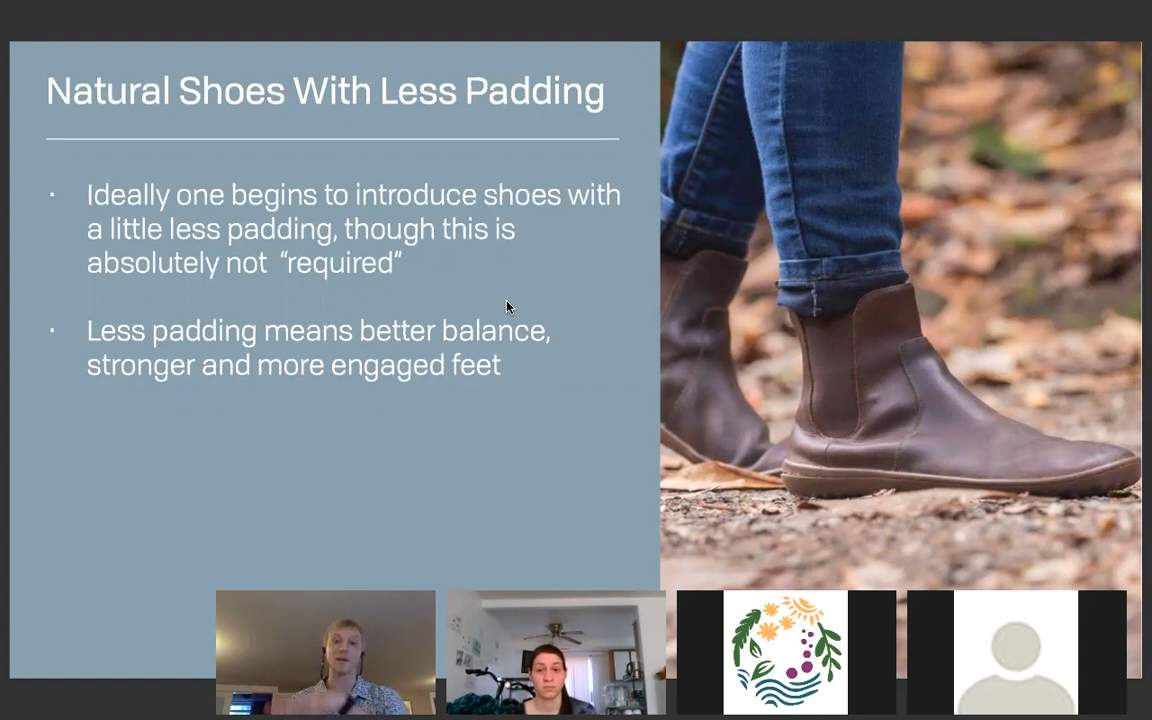 Natural Shoes With Less Padding
· Ideally one begins to introduce shoes with
a little less padding, though this is
absolutely not “required”
· Less padding means better balance,
stronger and more engaged feet